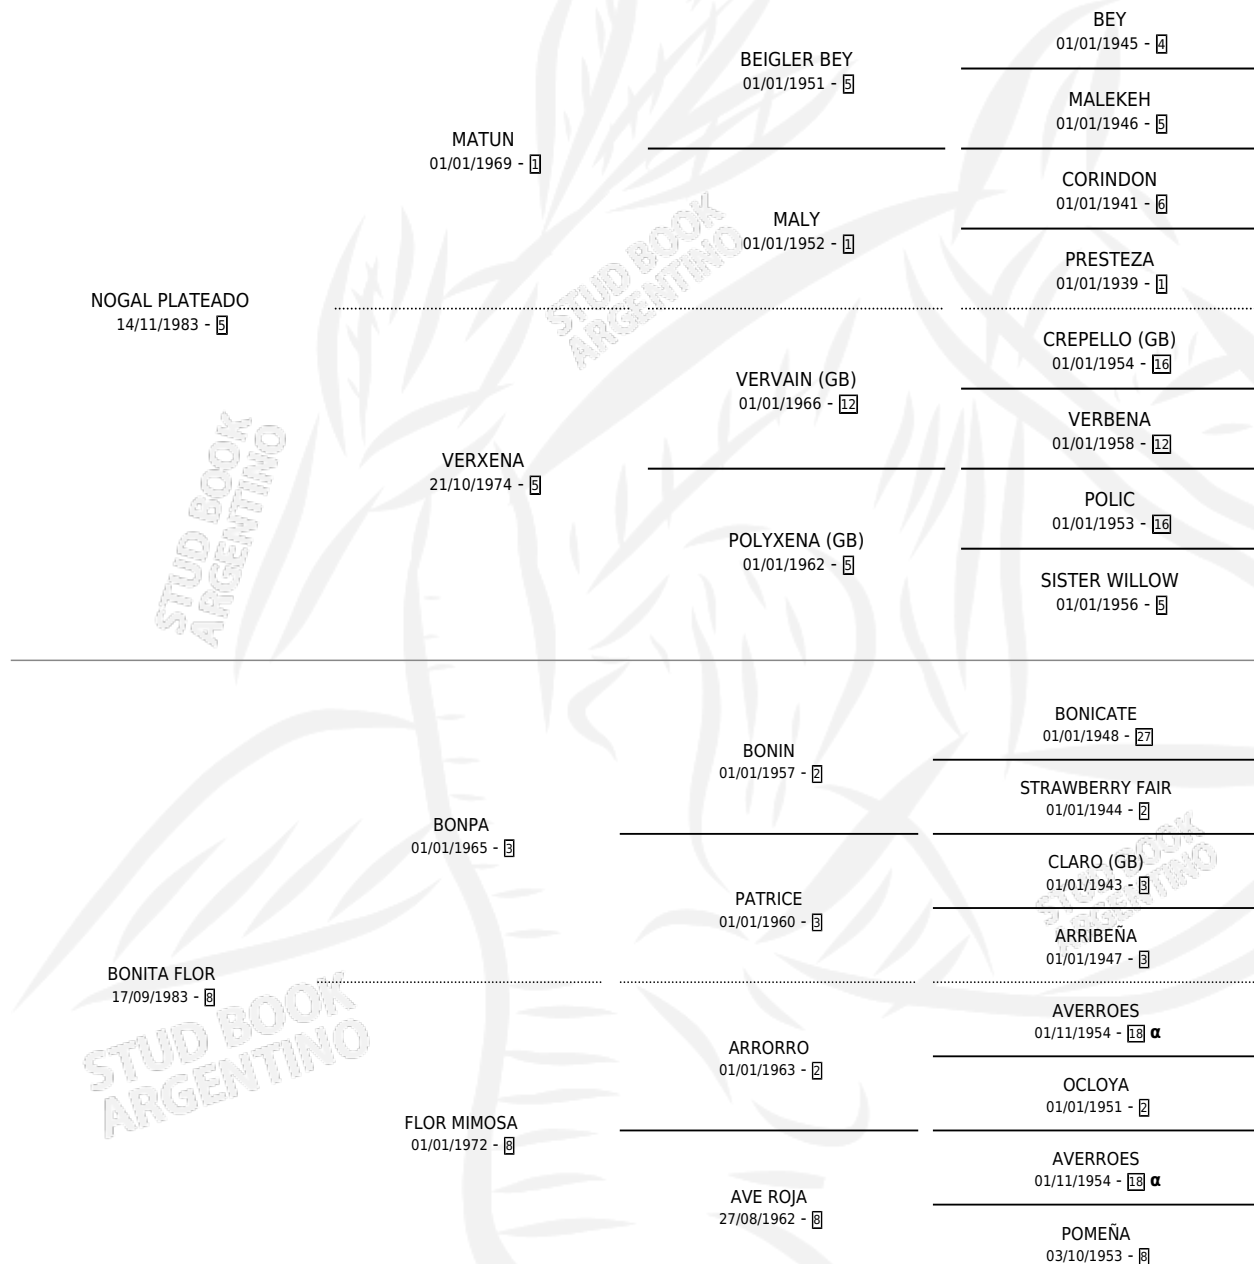 BEY
01/01/1945 - 4
BEIGLER BEY
01/01/1951 - 5
MALEKEH
01/01/1946 - 5
MATUN
01/01/1969 - 1
CORINDON
01/01/1941 - 6
MALY
01/01/1952 - 1
PRESTEZA
01/01/1939 - 1
NOGAL PLATEADO
14/11/1983 - 5
CREPELLO (GB)
01/01/1954 - 16
VERVAIN (GB)
01/01/1966 - 12
VERBENA
01/01/1958 - 12
VERXENA
21/10/1974 - 5
POLIC
01/01/1953 - 16
POLYXENA (GB)
01/01/1962 - 5
SISTER WILLOW
01/01/1956 - 5
BONICATE
01/01/1948 - 27
BONIN
01/01/1957 - 2
STRAWBERRY FAIR
01/01/1944 - 2
BONPA
01/01/1965 - 3
CLARO (GB)
01/01/1943 - 3
PATRICE
01/01/1960 - 3
ARRIBEÑA
01/01/1947 - 3
BONITA FLOR
17/09/1983 - 8
AVERROES
01/11/1954 - 18 α
ARRORRO
01/01/1963 - 2
OCLOYA
01/01/1951 - 2
FLOR MIMOSA
01/01/1972 - 8
AVERROES
01/11/1954 - 18 α
AVE ROJA
27/08/1962 - 8
POMEÑA
03/10/1953 - 8
STUD BOOK
ARGENTINO
STUD BOOK
ARGENTINO
STUD BOOK
ARGENTINO
STUD BOOK
ARGENTINO